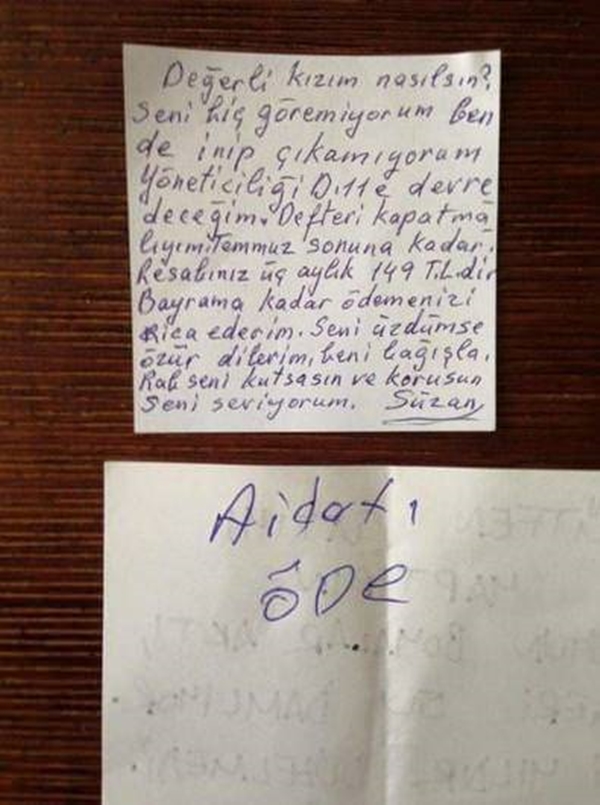 Değerli kızım nasılsın?
Seni hiç göremiyorum ben
de inip çıkamıyorum
Yöneticiliği D.11e devre
deceğim. Defteri kapatma
lıyım. Temmuz sonuna kadar.
Hesabınız üç aylık 149 T.L.dir
Bayrama kadar ödemenizi
Rica ederim. Seni üzdümse
özür dilerim, beni bağışla.
Rab seni kutsasın ve korusun
Seni seviyorum. Süzan
Aidatı
öDe